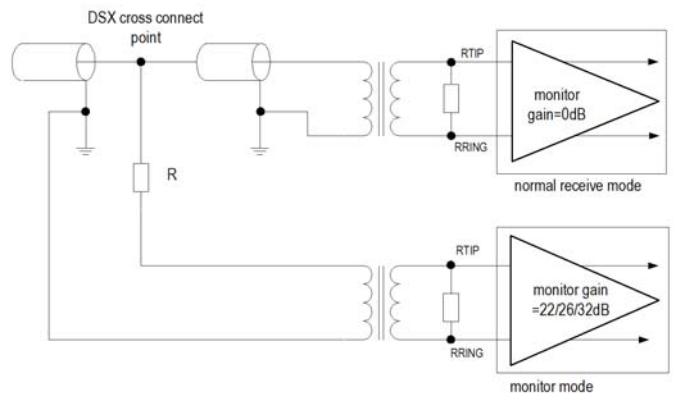 DSX cross connect
point
RTIP
monitor
gain=0dB
RRING
normal receive mode
R
RTIP
monitor gain
=22/26/32dB
RRING
monitor mode